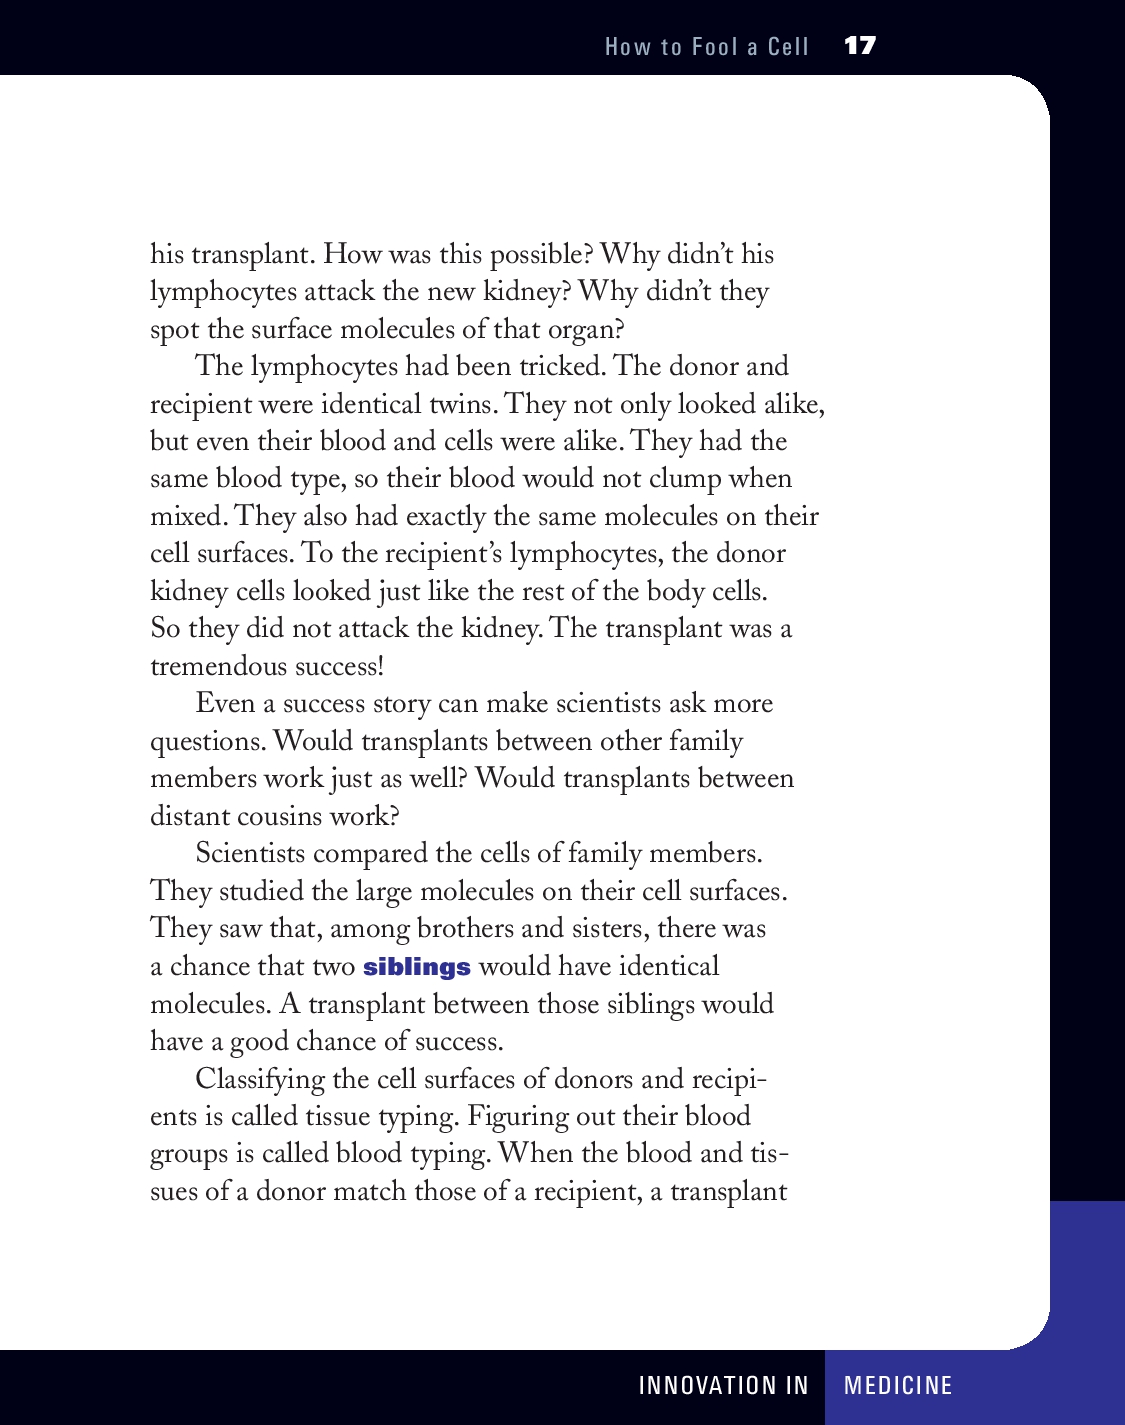 How to Fool a Cell 17
his transplant. How was this possible? Why didn’t his
lymphocytes attack the new kidney? Why didn’t they
spot the surface molecules of that organ?
The lymphocytes had been tricked. The donor and
recipient were identical twins. They not only looked alike,
but even their blood and cells were alike. They had the
same blood type, so their blood would not clump when
mixed. They also had exactly the same molecules on their
cell surfaces. To the recipient’s lymphocytes, the donor
kidney cells looked just like the rest of the body cells.
So they did not attack the kidney. The transplant was a
tremendous success!
Even a success story can make scientists ask more
questions. Would transplants between other family
members work just as well? Would transplants between
distant cousins work?
Scientists compared the cells of family members.
They studied the large molecules on their cell surfaces.
They saw that, among brothers and sisters, there was
a chance that two siblings would have identical
molecules. A transplant between those siblings would
have a good chance of success.
Classifying the cell surfaces of donors and recipi-
ents is called tissue typing. Figuring out their blood
groups is called blood typing. When the blood and tis-
sues of a donor match those of a recipient, a transplant
INNOVATION IN MEDICINE